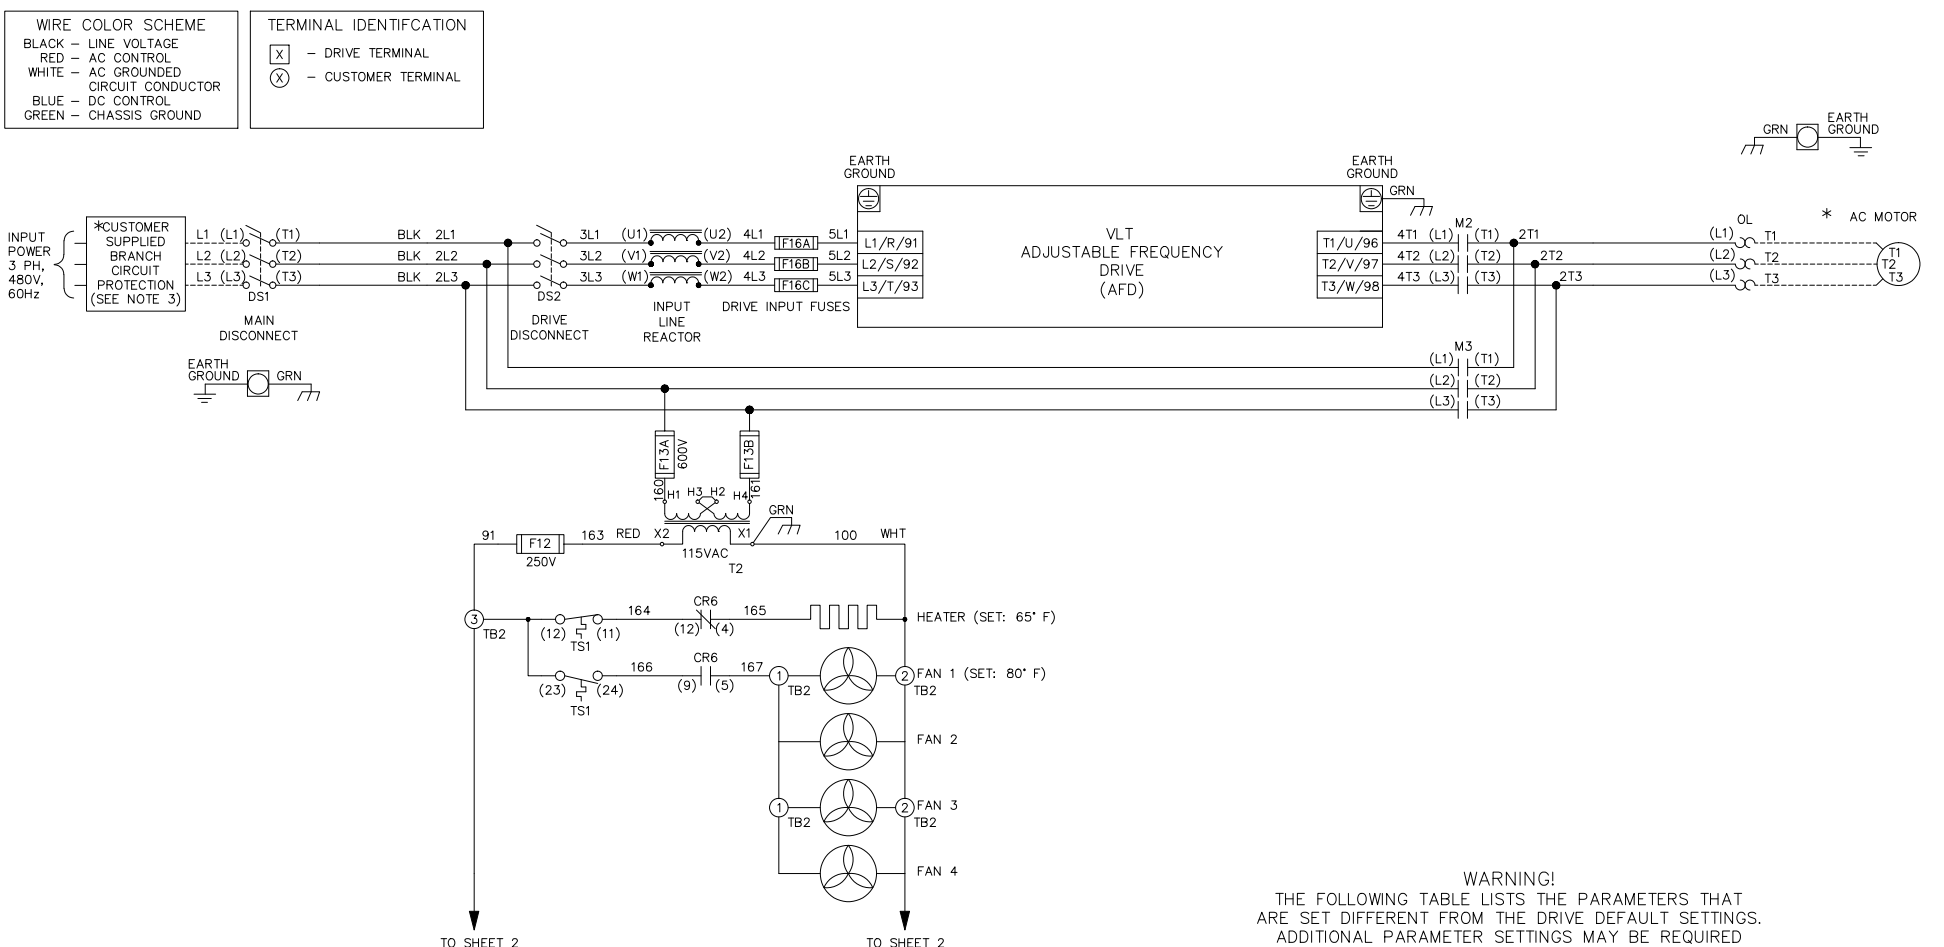 WIRE COLOR SCHEME
BLACK – LINE VOLTAGE
RED – AC CONTROL
WHITE – AC GROUNDED
CIRCUIT CONDUCTOR
BLUE – DC CONTROL
GREEN – CHASSIS GROUND
TERMINAL IDENTIFCATION
X – DRIVE TERMINAL
X – CUSTOMER TERMINAL
GRN
EARTH
GROUND
INPUT
POWER
3 PH,
480V,
60Hz
*CUSTOMER
SUPPLIED
BRANCH
CIRCUIT
PROTECTION
(SEE NOTE 3)
L1 (L1) (T1) BLK 2L1 3L1 (U1) (U2) 4L1 F16A 5L1 L1/R/91
L2 (L2) (T2) BLK 2L2 3L2 (V1) (V2) 4L2 F16B 5L2 L2/S/92
L3 (L3) (T3) BLK 2L3 3L3 (W1) (W2) 4L3 F16C 5L3 L3/T/93
DS1
MAIN
DISCONNECT
DS2
DRIVE
DISCONNECT
INPUT
LINE
REACTOR
DRIVE INPUT FUSES
EARTH
GROUND
VLT
ADJUSTABLE FREQUENCY
DRIVE
(AFD)
EARTH
GROUND
GRN
M2
OL
* AC MOTOR
T1/U/96 4T1 (L1) (T1) 2T1 (L1) T1
T2/V/97 4T2 (L2) (T2) 2T2 (L2) T2
T3/W/98 4T3 (L3) (T3) 2T3 (L3) T3
T1
T2
T3
EARTH
GROUND
GRN
M3
(L1) (T1)
(L2) (T2)
(L3) (T3)
F13A
600V
F13B
160 H1 H3 H2 H4 161
GRN
91 F12 163 RED X2 X1 100 WHT
250V
115VAC
T2
3
TB2
164 CR6 165
(12) (11) (12) (4)
TS1
HEATER (SET: 65° F)
166 CR6 167
(23) (24) (9) (5)
TS1
1
TB2
2
TB2
FAN 1 (SET: 80° F)
FAN 2
1
TB2
2
TB2
FAN 3
FAN 4
TO SHEET 2
TO SHEET 2
WARNING!
THE FOLLOWING TABLE LISTS THE PARAMETERS THAT
ARE SET DIFFERENT FROM THE DRIVE DEFAULT SETTINGS.
ADDITIONAL PARAMETER SETTINGS MAY BE REQUIRED